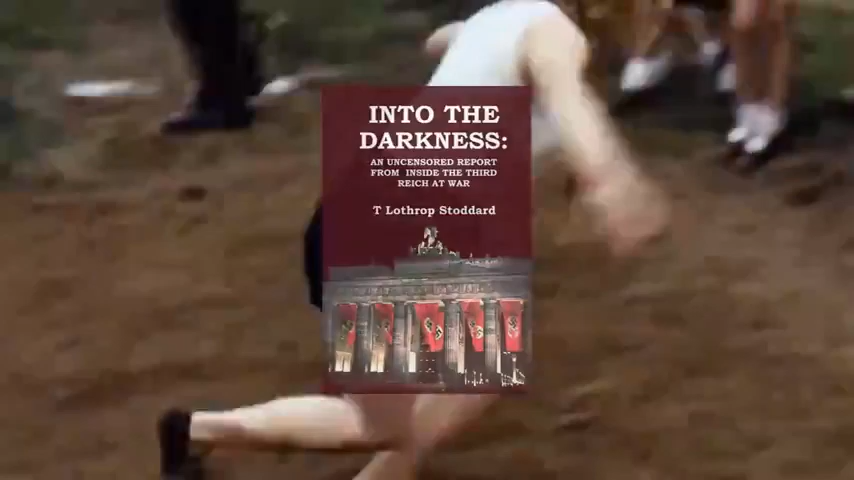 INTO THE
DARKNESS:
AN UNCENSORED REPORT
FROM INSIDE THE THIRD
REICH AT WAR
T Lothrop Stoddard